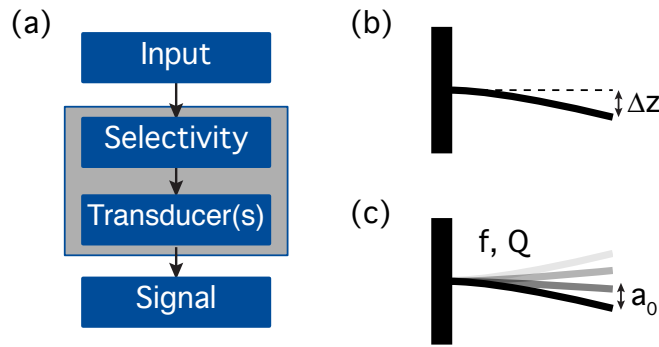 (a)
Input
Selectivity
Transducer(s)
Signal
(b)
Δz
(c)
f, Q
a₀